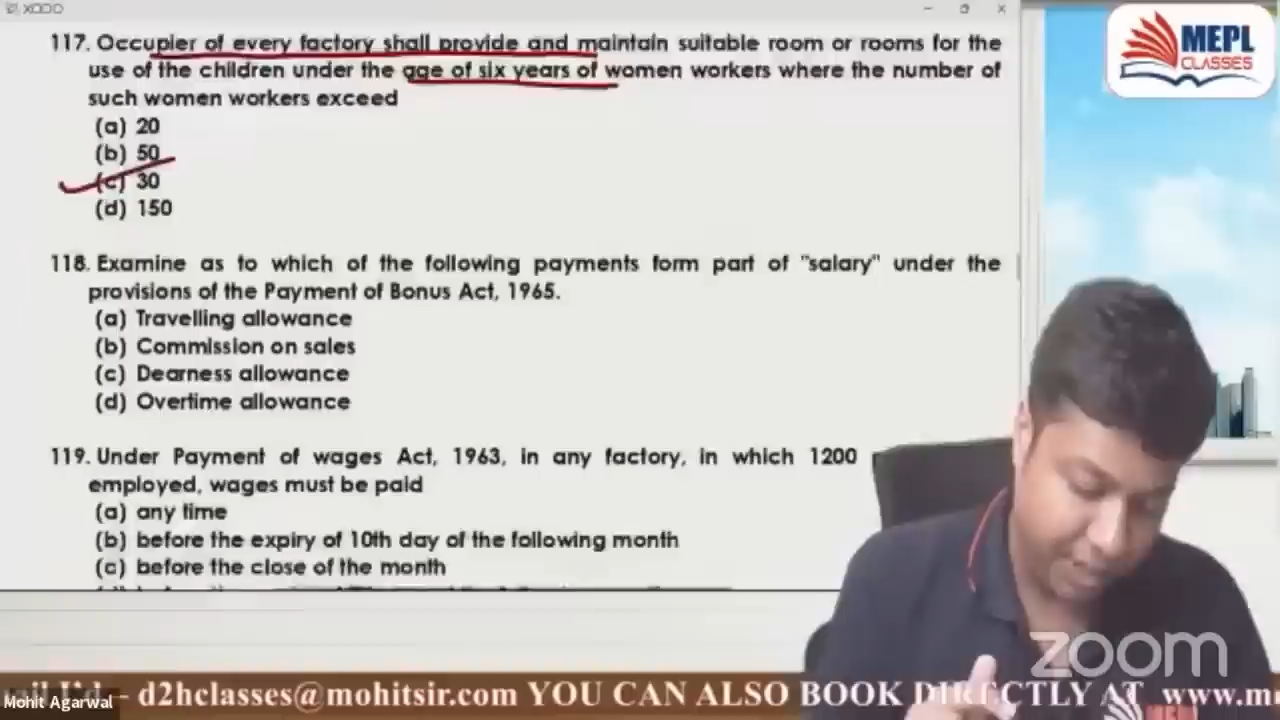 XODO
117. Occupier of every factory shall provide and maintain suitable room or rooms for the
use of the children under the age of six years of women workers where the number of
such women workers exceed
(a) 20
(b) 50
(c) 30
(d) 150
118. Examine as to which of the following payments form part of "salary" under the
provisions of the Payment of Bonus Act, 1965.
(a) Travelling allowance
(b) Commission on sales
(c) Dearness allowance
(d) Overtime allowance
119. Under Payment of wages Act, 1963, in any factory, in which 1200
employed, wages must be paid
(a) any time
(b) before the expiry of 10th day of the following month
(c) before the close of the month
MEPL
CLASSES
zoom
– d2hclasses@mohitsir.com YOU CAN ALSO BOOK DIRECTLY AT www.m
Mohit Agarwal